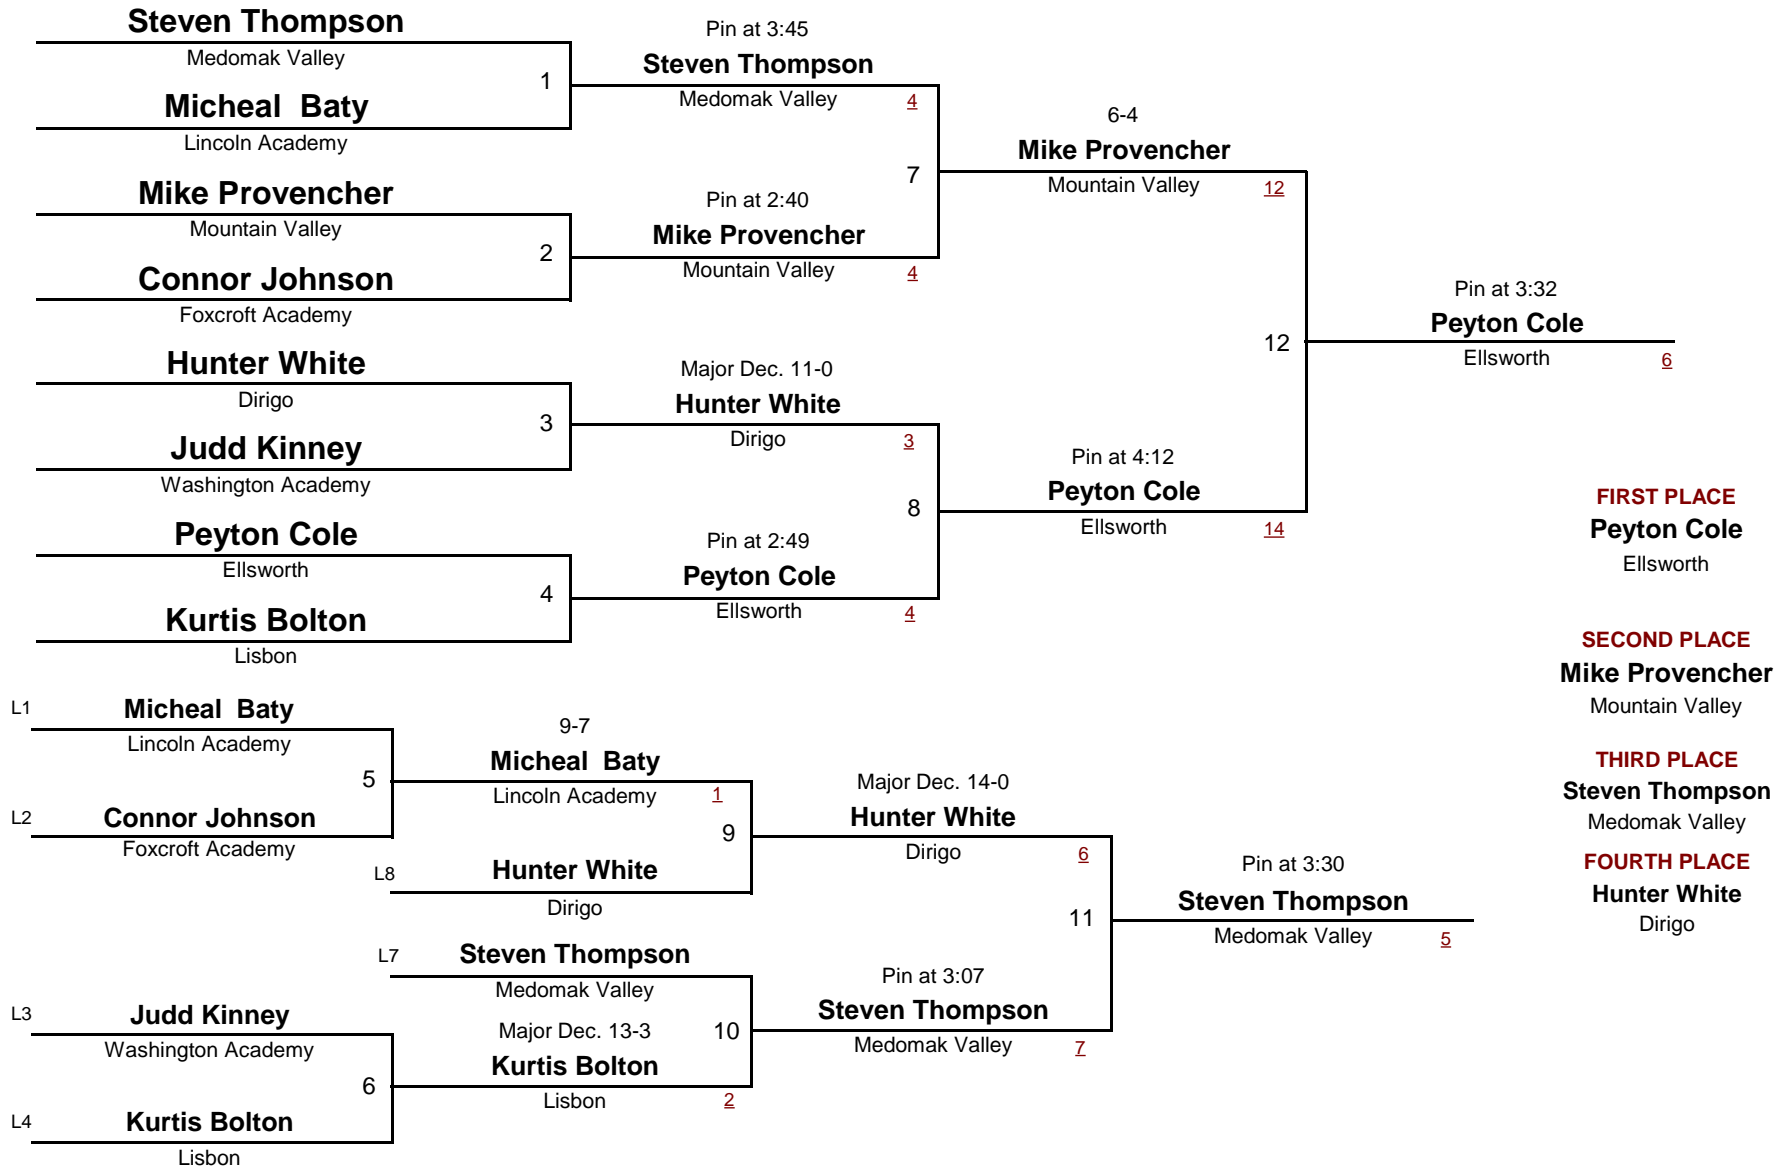 Steven Thompson
Medomak Valley
1
Micheal  Baty
Lincoln Academy
Pin at 3:45
Steven Thompson
Medomak Valley
4
Mike Provencher
Mountain Valley
2
Connor Johnson
Foxcroft Academy
Pin at 2:40
Mike Provencher
Mountain Valley
4
7
6-4
Mike Provencher
Mountain Valley
12
Hunter White
Dirigo
3
Judd Kinney
Washington Academy
Major Dec. 11-0
Hunter White
Dirigo
3
Peyton Cole
Ellsworth
4
Kurtis Bolton
Lisbon
Pin at 2:49
Peyton Cole
Ellsworth
4
8
Pin at 4:12
Peyton Cole
Ellsworth
14
12
Pin at 3:32
Peyton Cole
Ellsworth
6
FIRST PLACE
Peyton Cole
Ellsworth
SECOND PLACE
Mike Provencher
Mountain Valley
THIRD PLACE
Steven Thompson
Medomak Valley
FOURTH PLACE
Hunter White
Dirigo
L1
Micheal  Baty
Lincoln Academy
5
L2
Connor Johnson
Foxcroft Academy
9-7
Micheal  Baty
Lincoln Academy
1
9
L8
Hunter White
Dirigo
Major Dec. 14-0
Hunter White
Dirigo
6
L7
Steven Thompson
Medomak Valley
10
L3
Judd Kinney
Washington Academy
6
L4
Kurtis Bolton
Lisbon
Major Dec. 13-3
Kurtis Bolton
Lisbon
2
Pin at 3:07
Steven Thompson
Medomak Valley
7
11
Pin at 3:30
Steven Thompson
Medomak Valley
5